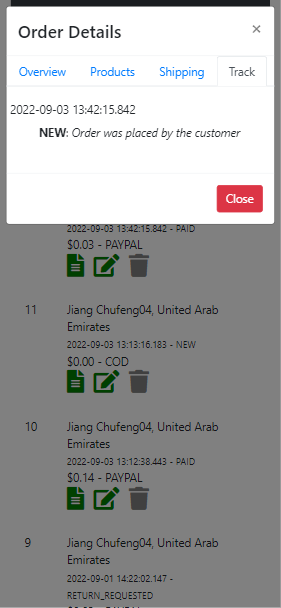 Order Details ×
Overview Products Shipping Track
2022-09-03 13:42:15.842
NEW: Order was placed by the customer
Close
2022-09-03 13:42:15.842 - PAID
$0.03 - PAYPAL
11 Jiang Chufeng04, United Arab
Emirates
2022-09-03 13:13:16.183 - NEW
$0.00 - COD
10 Jiang Chufeng04, United Arab
Emirates
2022-09-03 13:12:38.443 - PAID
$0.14 - PAYPAL
9 Jiang Chufeng04, United Arab
Emirates
2022-09-01 14:22:02.147 -
RETURN_REQUESTED